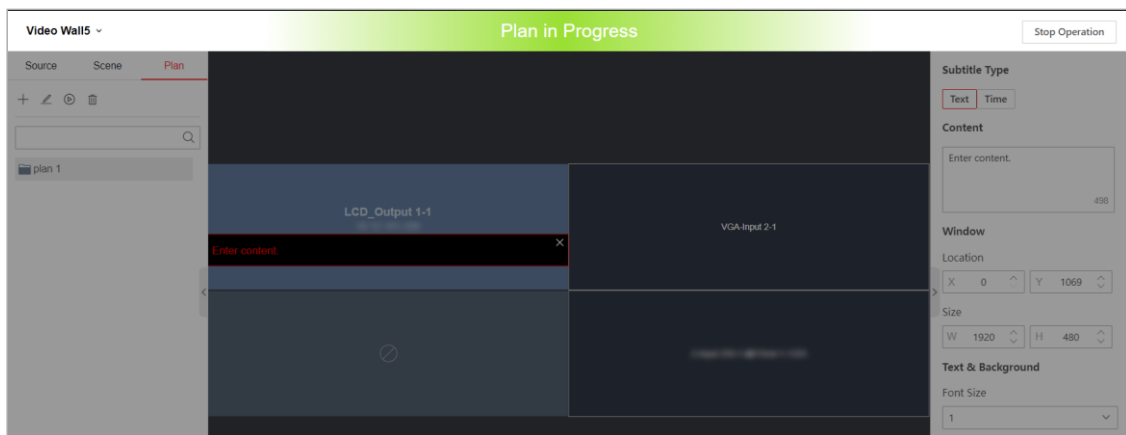 Video Wall5
Plan in Progress
Stop Operation
Source Scene Plan
plan 1
LCD_Output 1-1
Enter content.
VGA-Input 2-1
Subtitle Type
Text Time
Content
Enter content.
498
Window
Location
X 0 Y 1069
Size
W 1920 H 480
Text & Background
Font Size
1